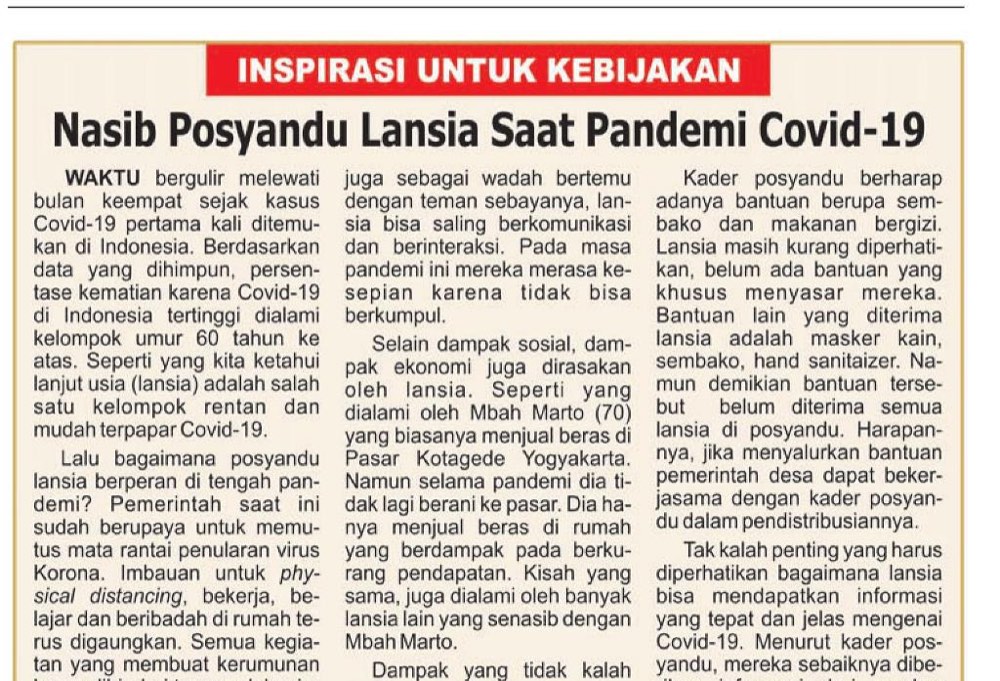 INSPIRASI UNTUK KEBIJAKAN
Nasib Posyandu Lansia Saat Pandemi Covid-19
WAKTU bergulir melewati
bulan keempat sejak kasus
Covid-19 pertama kali ditemu-
kan di Indonesia. Berdasarkan
data yang dihimpun, persen-
tase kematian karena Covid-19
di Indonesia tertinggi dialami
kelompok umur 60 tahun ke
atas. Seperti yang kita ketahui
lanjut usia (lansia) adalah salah
satu kelompok rentan dan
mudah terpapar Covid-19.
Lalu bagaimana posyandu
lansia berperan di tengah pan-
demi? Pemerintah saat ini
sudah berupaya untuk memu-
tus mata rantai penularan virus
Korona. Imbauan untuk phy-
sical distancing, bekerja, be-
lajar dan beribadah di rumah te-
rus digaungkan. Semua kegia-
tan yang membuat kerumunan
juga sebagai wadah bertemu
dengan teman sebayanya, lan-
sia bisa saling berkomunikasi
dan berinteraksi. Pada masa
pandemi ini mereka merasa ke-
sepian karena tidak bisa
berkumpul.
Selain dampak sosial, dam-
pak ekonomi juga dirasakan
oleh lansia. Seperti yang
dialami oleh Mbah Marto (70)
yang biasanya menjual beras di
Pasar Kotagede Yogyakarta.
Namun selama pandemi dia ti-
dak lagi berani ke pasar. Dia ha-
nya menjual beras di rumah
yang berdampak pada berku-
rang pendapatan. Kisah yang
sama, juga dialami oleh banyak
lansia lain yang senasib dengan
Mbah Marto.
Dampak yang tidak kalah
Kader posyandu berharap
adanya bantuan berupa sem-
bako dan makanan bergizi.
Lansia masih kurang diperhati-
kan, belum ada bantuan yang
khusus menyasar mereka.
Bantuan lain yang diterima
lansia adalah masker kain,
sembako, hand sanitaizer. Na-
mun demikian bantuan terse-
but belum diterima semua
lansia di posyandu. Harapan-
nya, jika menyalurkan bantuan
pemerintah desa dapat beker-
jasama dengan kader posyan-
du dalam pendistribusiannya.
Tak kalah penting yang harus
diperhatikan bagaimana lansia
bisa mendapatkan informasi
yang tepat dan jelas mengenai
Covid-19. Menurut kader pos-
yandu, mereka sebaiknya dibe-